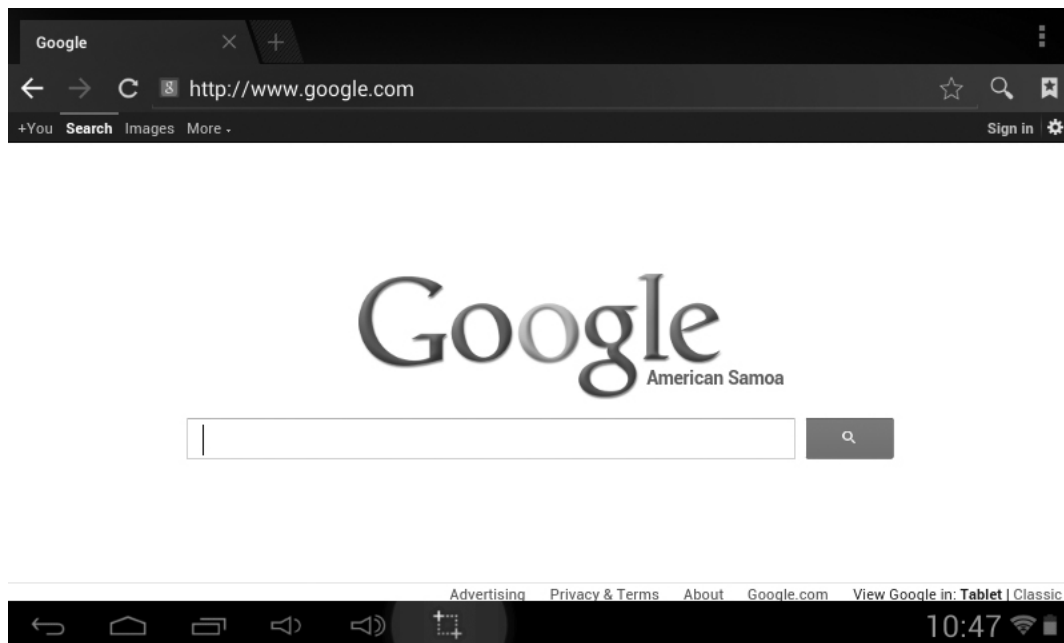 Google
http://www.google.com
+You Search Images More
Sign in
Google
American Samoa
Advertising Privacy & Terms About Google.com View Google in: Tablet | Classic
10:47